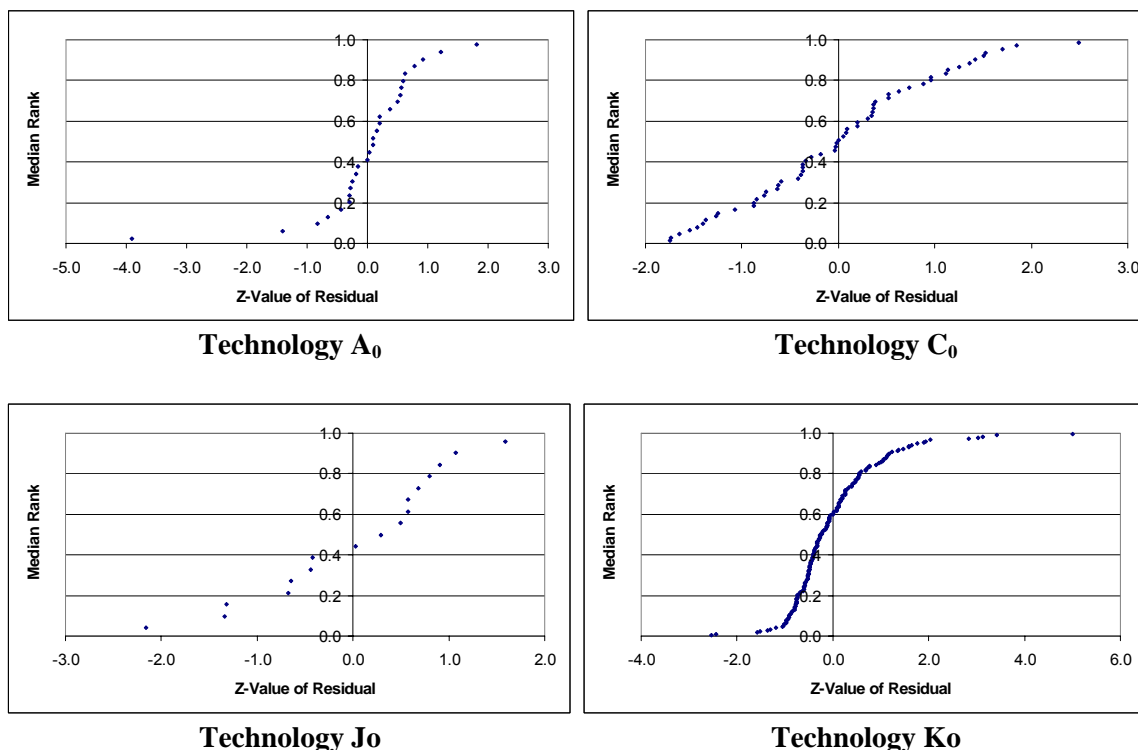 Median Rank
1.0
0.8
0.6
0.4
0.2
0.0
-5.0 -4.0 -3.0 -2.0 -1.0 0.0 1.0 2.0 3.0
Z-Value of Residual
Technology A₀
Median Rank
1.0
0.8
0.6
0.4
0.2
0.0
-2.0 -1.0 0.0 1.0 2.0 3.0
Z-Value of Residual
Technology C₀
Median Rank
1.0
0.8
0.6
0.4
0.2
0.0
-3.0 -2.0 -1.0 0.0 1.0 2.0
Z-Value of Residual
Technology Jo
Median Rank
1.0
0.8
0.6
0.4
0.2
0.0
-4.0 -2.0 0.0 2.0 4.0 6.0
Z-Value of Residual
Technology Ko